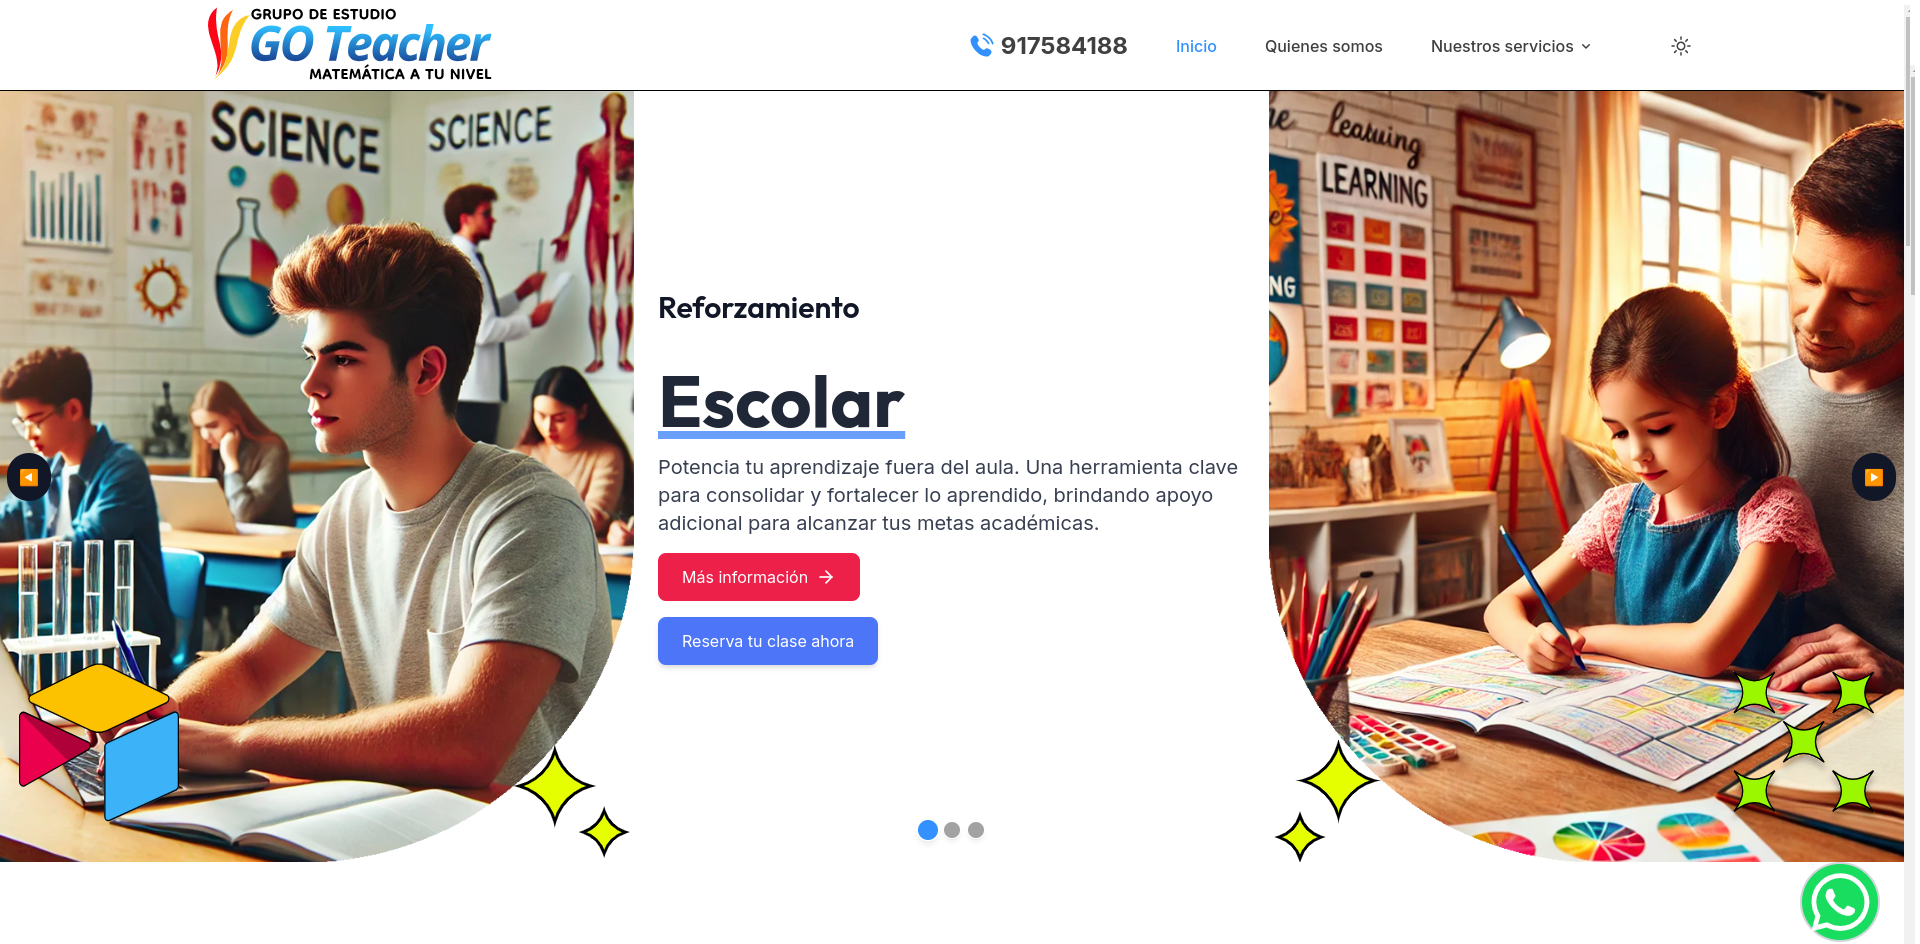 GRUPO DE ESTUDIO
GO Teacher
MATEMÁTICA A TU NIVEL
917584188
Inicio
Quienes somos
Nuestros servicios
SCIENCE
SCIENCE
learuing
LEARNING
Reforzamiento
Escolar
Potencia tu aprendizaje fuera del aula. Una herramienta clave
para consolidar y fortalecer lo aprendido, brindando apoyo
adicional para alcanzar tus metas académicas.
Más información
Reserva tu clase ahora